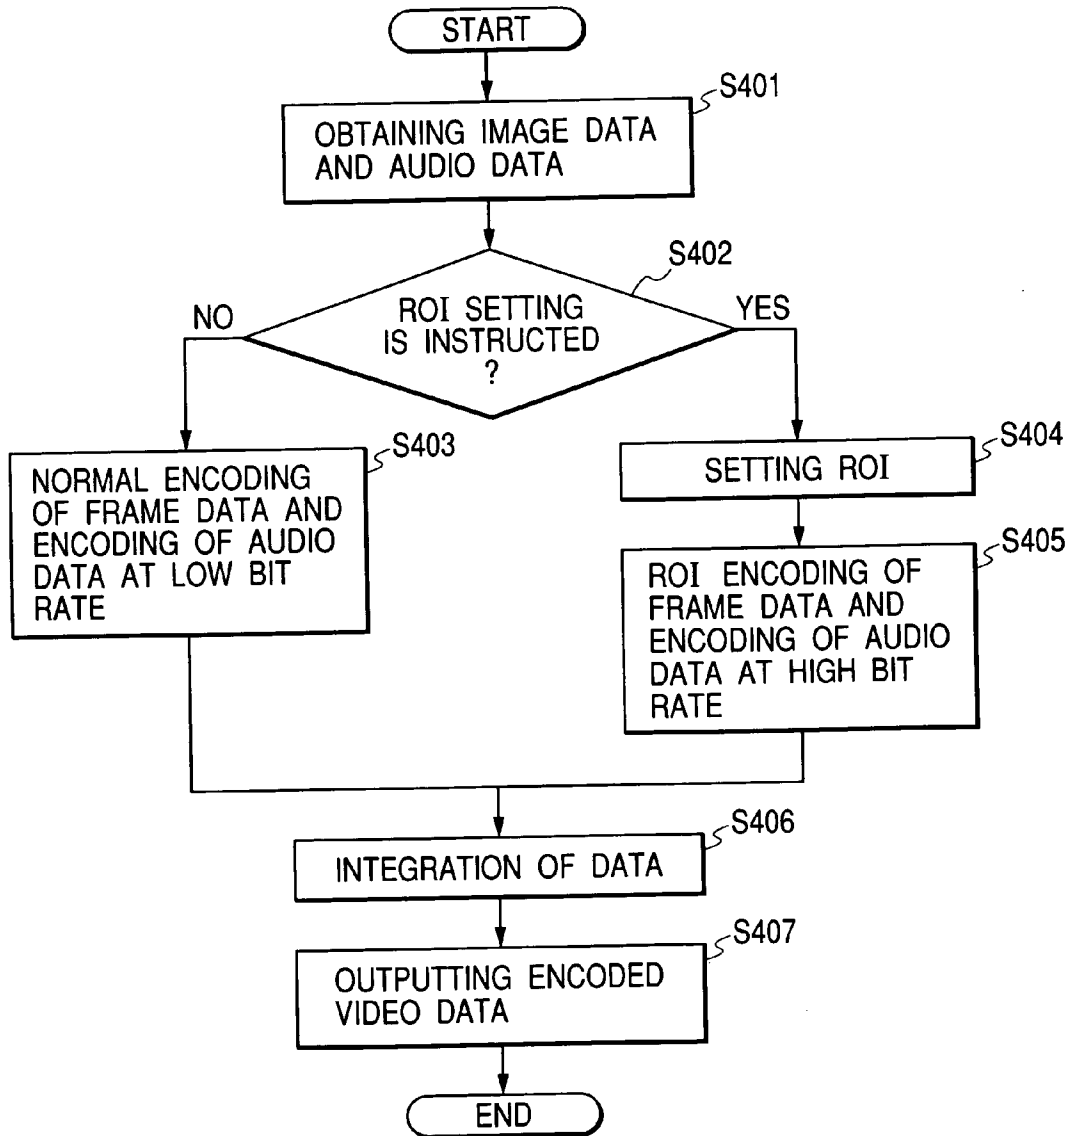 START
S401
OBTAINING IMAGE DATA
AND AUDIO DATA
S402
ROI SETTING
IS INSTRUCTED
?
NO
YES
S403
NORMAL ENCODING
OF FRAME DATA AND
ENCODING OF AUDIO
DATA AT LOW BIT
RATE
S404
SETTING ROI
S405
ROI ENCODING OF
FRAME DATA AND
ENCODING OF AUDIO
DATA AT HIGH BIT
RATE
S406
INTEGRATION OF DATA
S407
OUTPUTTING ENCODED
VIDEO DATA
END